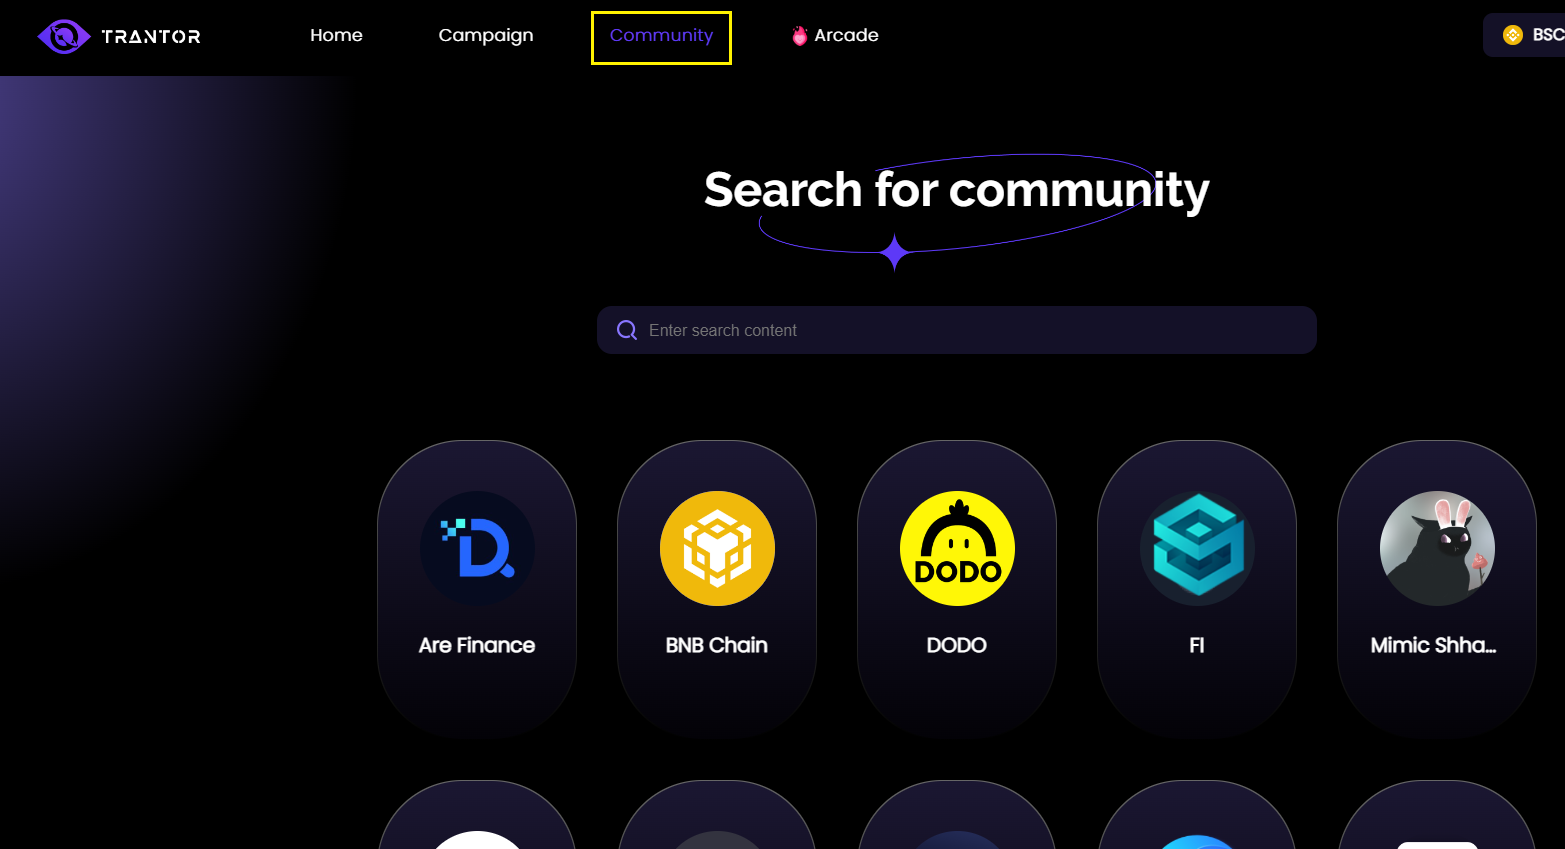 TRANTOR
Home
Campaign
Community
Arcade
BSC
Search for community
Enter search content
DODO
Are Finance
BNB Chain
DODO
FI
Mimic Shha...